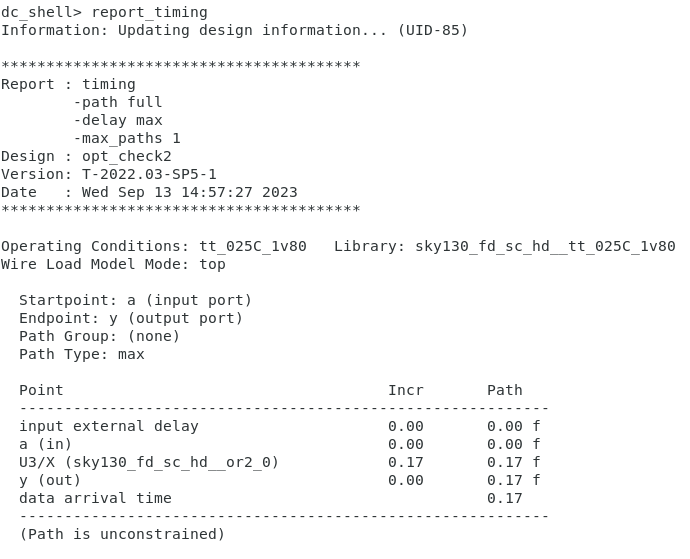 dc_shell> report_timing
Information: Updating design information... (UID-85)

****************************************
Report : timing
        -path full
        -delay max
        -max_paths 1
Design : opt_check2
Version: T-2022.03-SP5-1
Date   : Wed Sep 13 14:57:27 2023
****************************************

Operating Conditions: tt_025C_1v80   Library: sky130_fd_sc_hd__tt_025C_1v80
Wire Load Model Mode: top

  Startpoint: a (input port)
  Endpoint: y (output port)
  Path Group: (none)
  Path Type: max

  Point                                    Incr       Path
  -----------------------------------------------------------
  input external delay                     0.00       0.00 f
  a (in)                                   0.00       0.00 f
  U3/X (sky130_fd_sc_hd__or2_0)            0.17       0.17 f
  y (out)                                  0.00       0.17 f
  data arrival time                                   0.17
  -----------------------------------------------------------
  (Path is unconstrained)